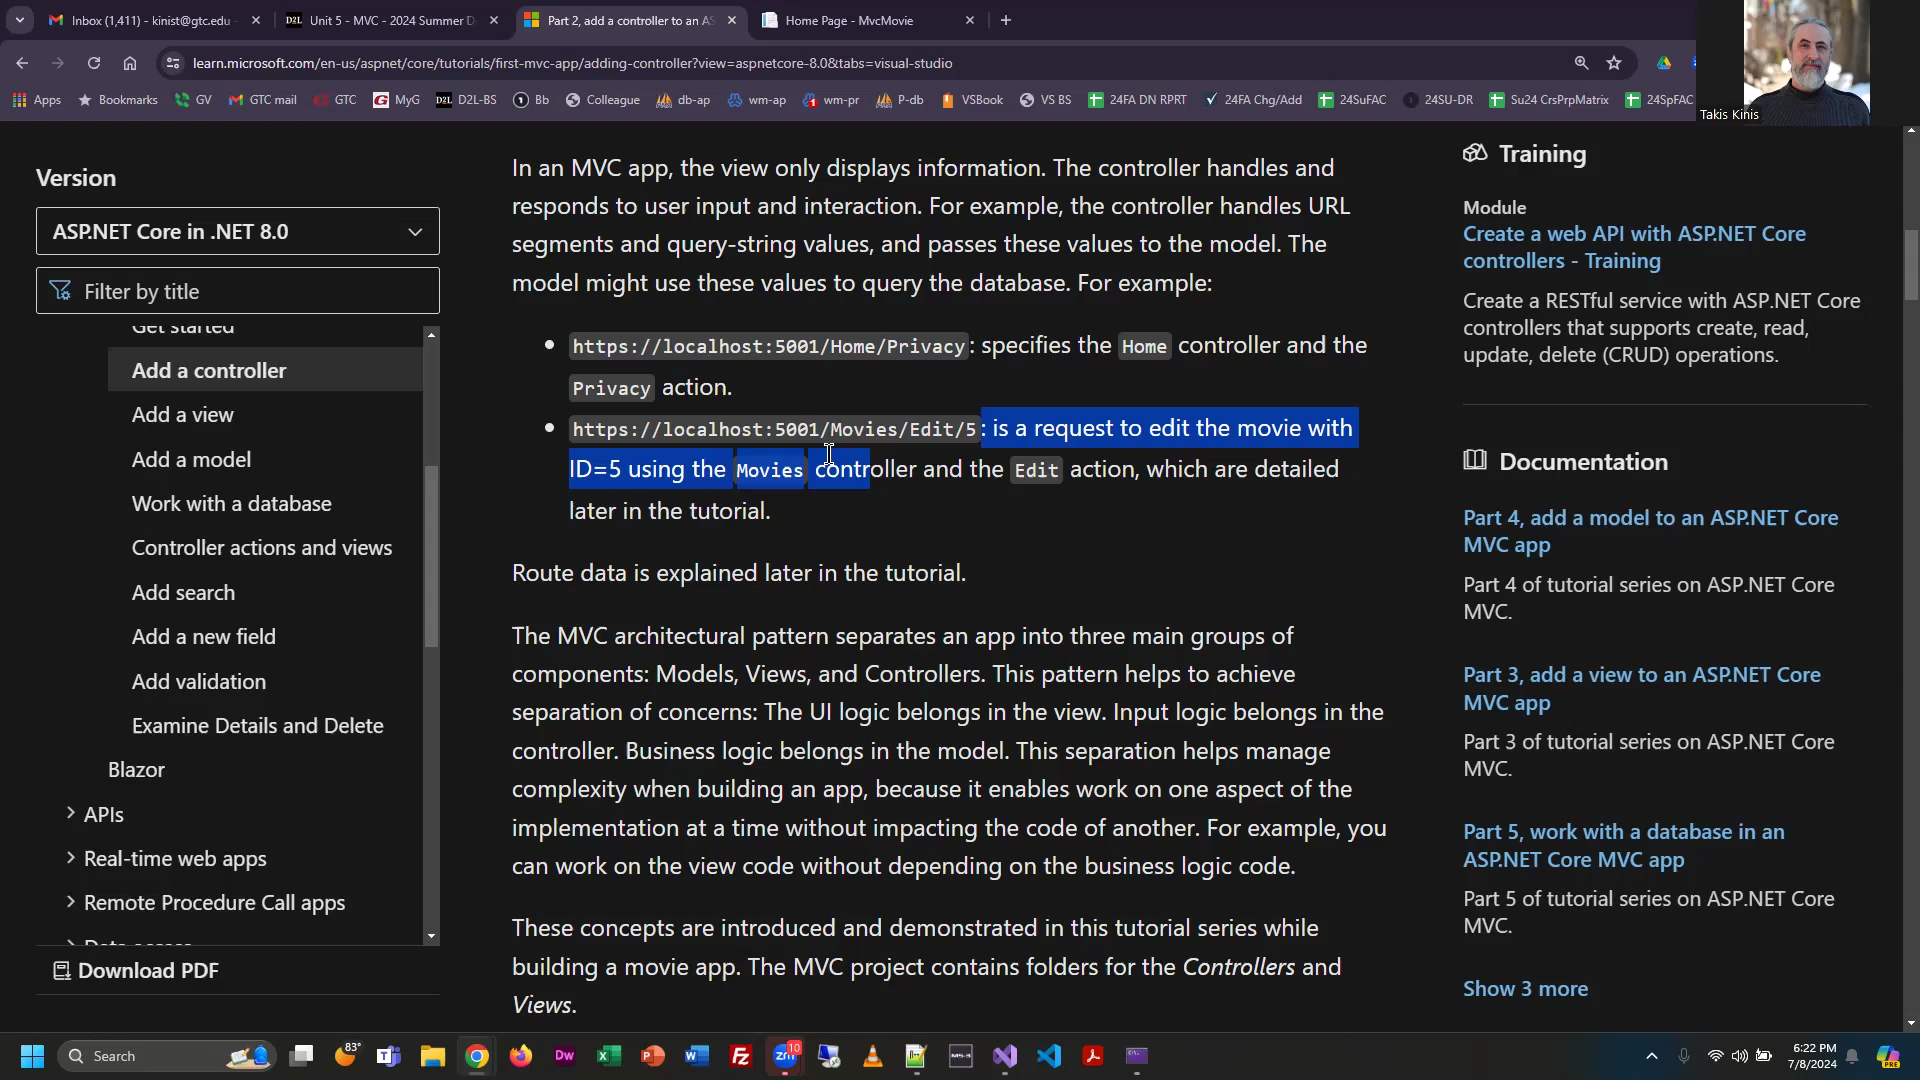 Inbox (1,411) - kinist@gtc.edu
D2L Unit 5 - MVC - 2024 Summer D
Part 2, add a controller to an AS
Home Page - MvcMovie
learn.microsoft.com/en-us/aspnet/core/tutorials/first-mvc-app/adding-controller?view=aspnetcore-8.0&tabs=visual-studio
Apps Bookmarks GV GTC mail GTC MyG D2L-BS Bb Colleague db-ap wm-ap wm-pr P-db VSBook VS BS 24FA DN RPRT 24FA Chg/Add 24SuFAC 24SU-DR Su24 CrsPrpMatrix 24SpFAC
Takis Kinis
Version
ASP.NET Core in .NET 8.0
Filter by title
Get started
Add a controller
Add a view
Add a model
Work with a database
Controller actions and views
Add search
Add a new field
Add validation
Examine Details and Delete
Blazor
APIs
Real-time web apps
Remote Procedure Call apps
Data access
Download PDF
In an MVC app, the view only displays information. The controller handles and
responds to user input and interaction. For example, the controller handles URL
segments and query-string values, and passes these values to the model. The
model might use these values to query the database. For example:
https://localhost:5001/Home/Privacy: specifies the Home controller and the
Privacy action.
https://localhost:5001/Movies/Edit/5: is a request to edit the movie with
ID=5 using the Movies controller and the Edit action, which are detailed
later in the tutorial.
Route data is explained later in the tutorial.
The MVC architectural pattern separates an app into three main groups of
components: Models, Views, and Controllers. This pattern helps to achieve
separation of concerns: The UI logic belongs in the view. Input logic belongs in the
controller. Business logic belongs in the model. This separation helps manage
complexity when building an app, because it enables work on one aspect of the
implementation at a time without impacting the code of another. For example, you
can work on the view code without depending on the business logic code.
These concepts are introduced and demonstrated in this tutorial series while
building a movie app. The MVC project contains folders for the Controllers and
Views.
Training
Module
Create a web API with ASP.NET Core
controllers - Training
Create a RESTful service with ASP.NET Core
controllers that supports create, read,
update, delete (CRUD) operations.
Documentation
Part 4, add a model to an ASP.NET Core
MVC app
Part 4 of tutorial series on ASP.NET Core
MVC.
Part 3, add a view to an ASP.NET Core
MVC app
Part 3 of tutorial series on ASP.NET Core
MVC.
Part 5, work with a database in an
ASP.NET Core MVC app
Part 5 of tutorial series on ASP.NET Core
MVC.
Show 3 more
Search
83°
Dw
zm
10
6:22 PM
7/8/2024
PRE